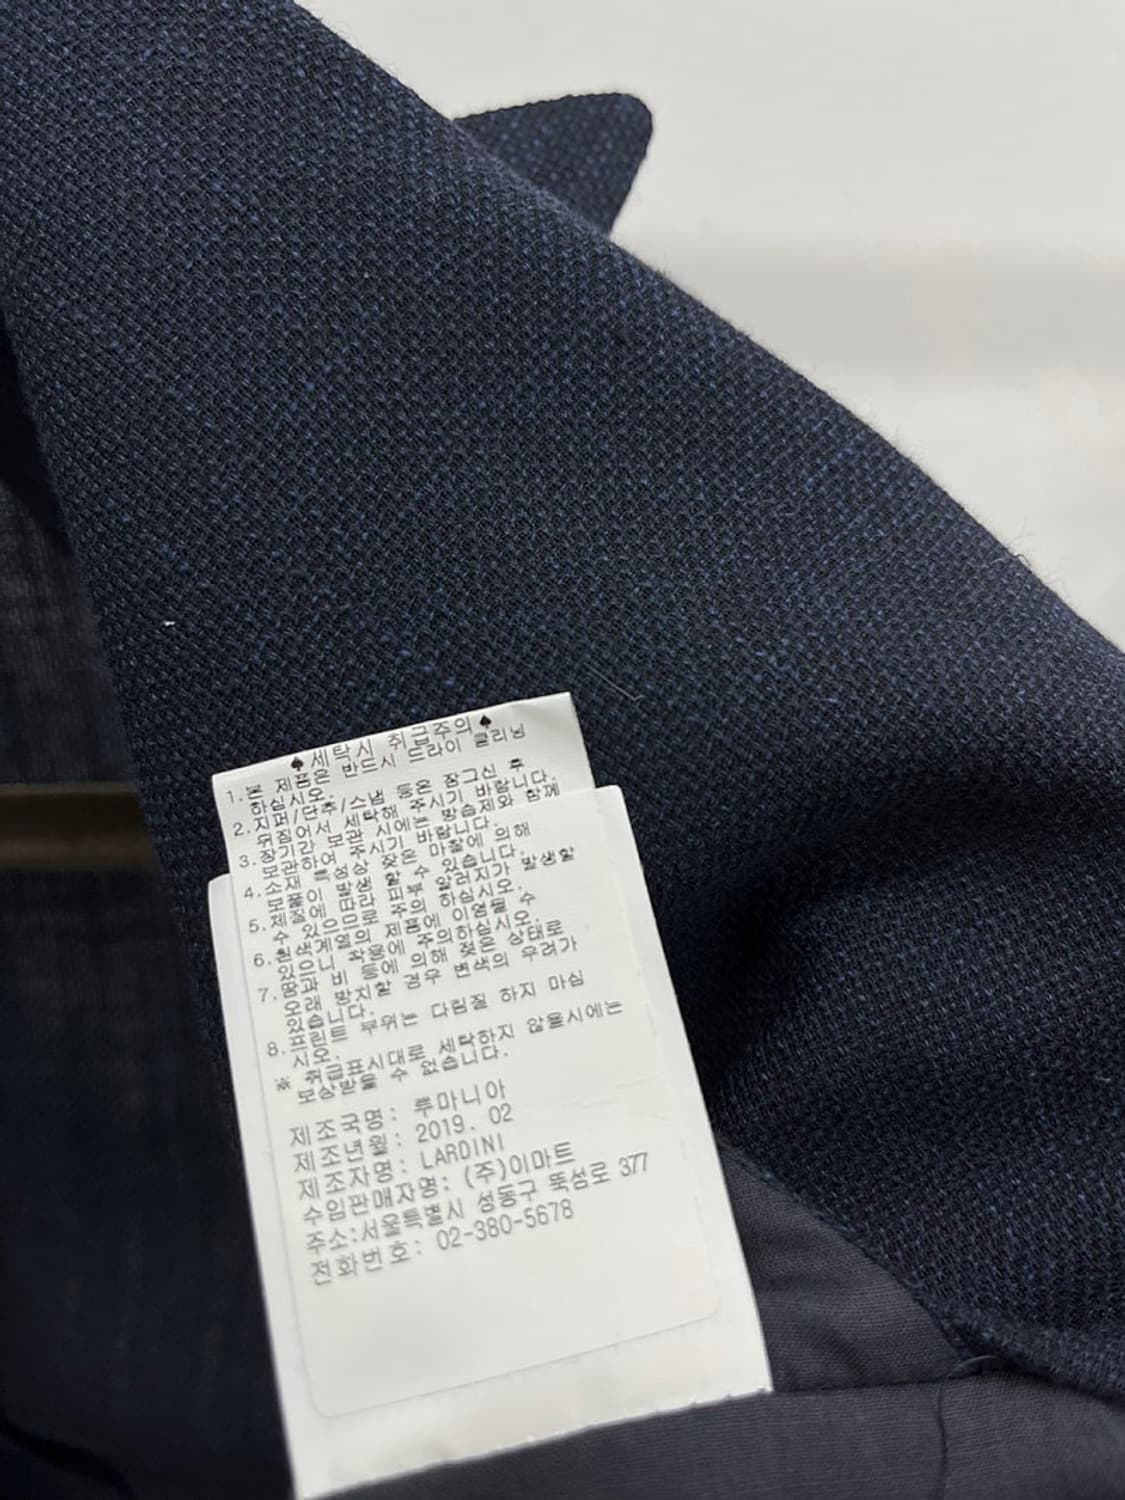 ♠세탁시 취급주의♠
1.본 제품은 반드시 드라이 클리닝
하십시오.
2.지퍼/단추/스냅 등은 장그신 후
뒤집어서 세탁해 주시기 바랍니다.
3.장기간 보관시에는 방습제와 함께
보관하여 주시기 바랍니다.
4.소재 특성상 잦은 마찰에 의해
보풀이 발생할 수 있습니다.
5.체질에 따라 피부 알러지가 발생할
수 있으므로 주의 하십시오.
6.청색계열의 제품에 이염될 수
있으니 착용에 주의하십시오.
7.땀과 비 등에 의해 젖은 상태로
오래 방치할 경우 변색의 우려가
있습니다.
8.프린트 부위는 다림질 하지 마십
시오.
※ 취급표시대로 세탁하지 않을시에는
보상받을 수 없습니다.
제조국명: 루마니아
제조년월: 2019. 02
제조자명: LARDINI
수입판매자명: (주)이마트
주소:서울특별시 성동구 뚝섬로 377
전화번호: 02-380-5678